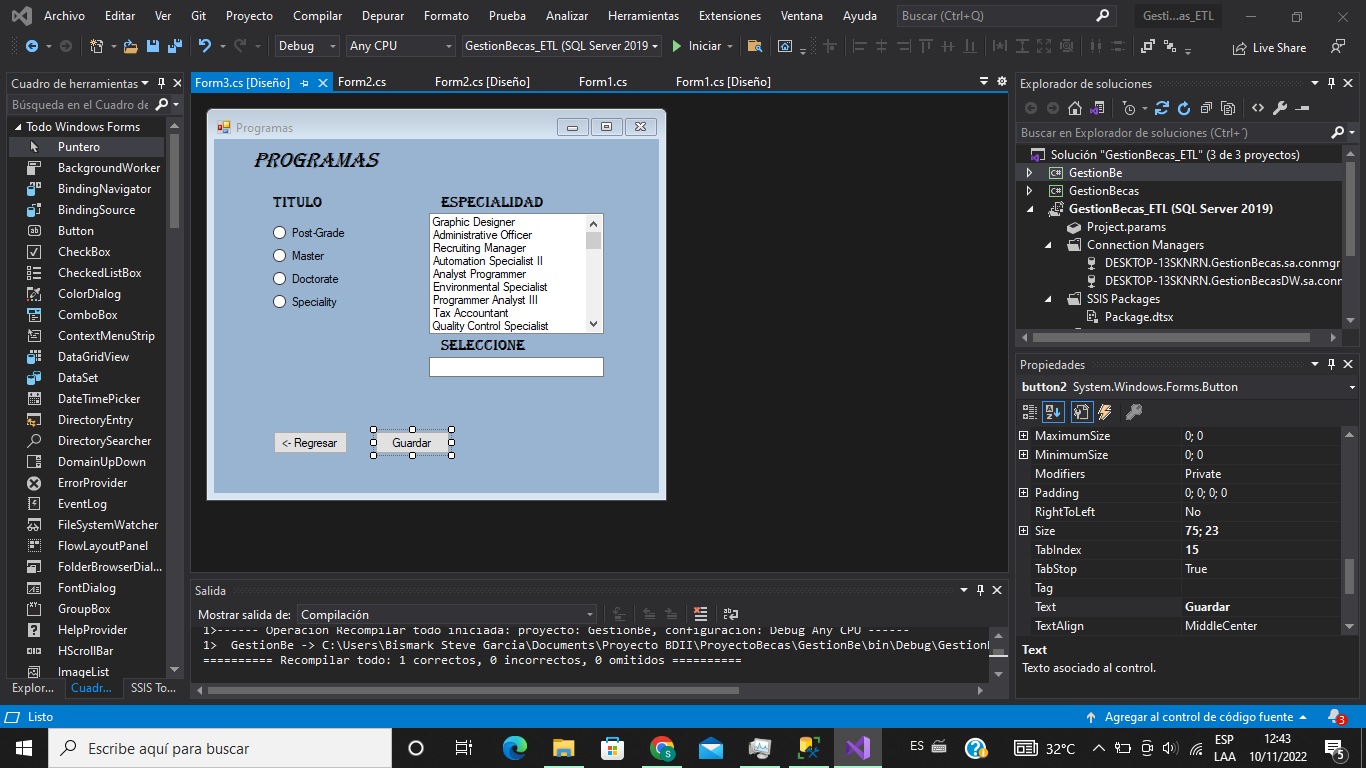 Archivo Editar Ver Git Proyecto Compilar Depurar Formato Prueba Analizar Herramientas Extensiones Ventana Ayuda Buscar (Ctrl+Q) Gesti...as_ETL
Debug Any CPU GestionBecas_ETL (SQL Server 2019 Iniciar Live Share
Cuadro de herramientas
Búsqueda en el Cuadro de
Todo Windows Forms
Puntero
BackgroundWorker
BindingNavigator
BindingSource
Button
CheckBox
CheckedListBox
ColorDialog
ComboBox
ContextMenuStrip
DataGridView
DataSet
DateTimePicker
DirectoryEntry
DirectorySearcher
DomainUpDown
ErrorProvider
EventLog
FileSystemWatcher
FlowLayoutPanel
FolderBrowserDial...
FontDialog
GroupBox
HelpProvider
HScrollBar
ImageList
Explor... Cuadr... SSIS To...
Form3.cs [Diseño] Form2.cs Form2.cs [Diseño] Form1.cs Form1.cs [Diseño]
Programas
PROGRAMAS
TITULO
Post-Grade
Master
Doctorate
Speciality
ESPECIALIDAD
Graphic Designer
Administrative Officer
Recruiting Manager
Automation Specialist II
Analyst Programmer
Environmental Specialist
Programmer Analyst III
Tax Accountant
Quality Control Specialist
SELECCIONE
<- Regresar Guardar
Salida
Mostrar salida de: Compilación
1>------ Operación Recompilar todo iniciada: proyecto: GestionBe, configuración: Debug Any CPU ------
1>  GestionBe -> C:\Users\Bismark Steve Garcia\Documents\Proyecto BDII\ProyectoBecas\GestionBe\bin\Debug\Gestion
========== Recompilar todo: 1 correctos, 0 incorrectos, 0 omitidos ==========
Explorador de soluciones
Buscar en Explorador de soluciones (Ctrl+´)
Solución "GestionBecas_ETL" (3 de 3 proyectos)
C# GestionBe
C# GestionBecas
GestionBecas_ETL (SQL Server 2019)
Project.params
Connection Managers
DESKTOP-13SKNRN.GestionBecas.sa.conmgr
DESKTOP-13SKNRN.GestionBecasDW.sa.conn
SSIS Packages
Package.dtsx
Propiedades
button2 System.Windows.Forms.Button
MaximumSize 0; 0
MinimumSize 0; 0
Modifiers Private
Padding 0; 0; 0; 0
RightToLeft No
Size 75; 23
TabIndex 15
TabStop True
Tag
Text Guardar
TextAlign MiddleCenter
Text
Texto asociado al control.
Listo Agregar al control de código fuente 3
Escribe aquí para buscar ES 32°C ESP LAA 12:43 10/11/2022 5